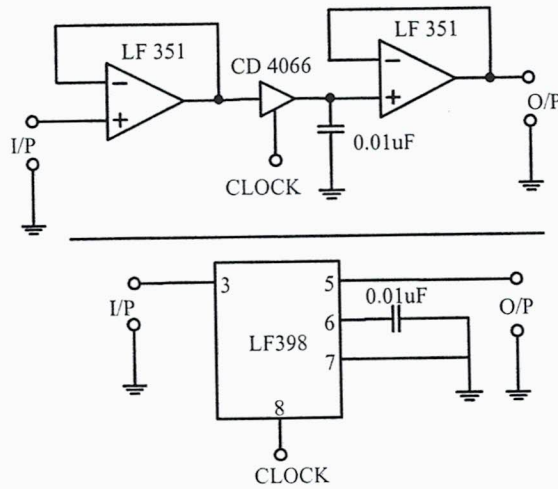 LF 351
LF 351
CD 4066
−
+
−
+
I/P
O/P
0.01uF
CLOCK
3
5
I/P
0.01uF
O/P
6
LF398
7
8
CLOCK